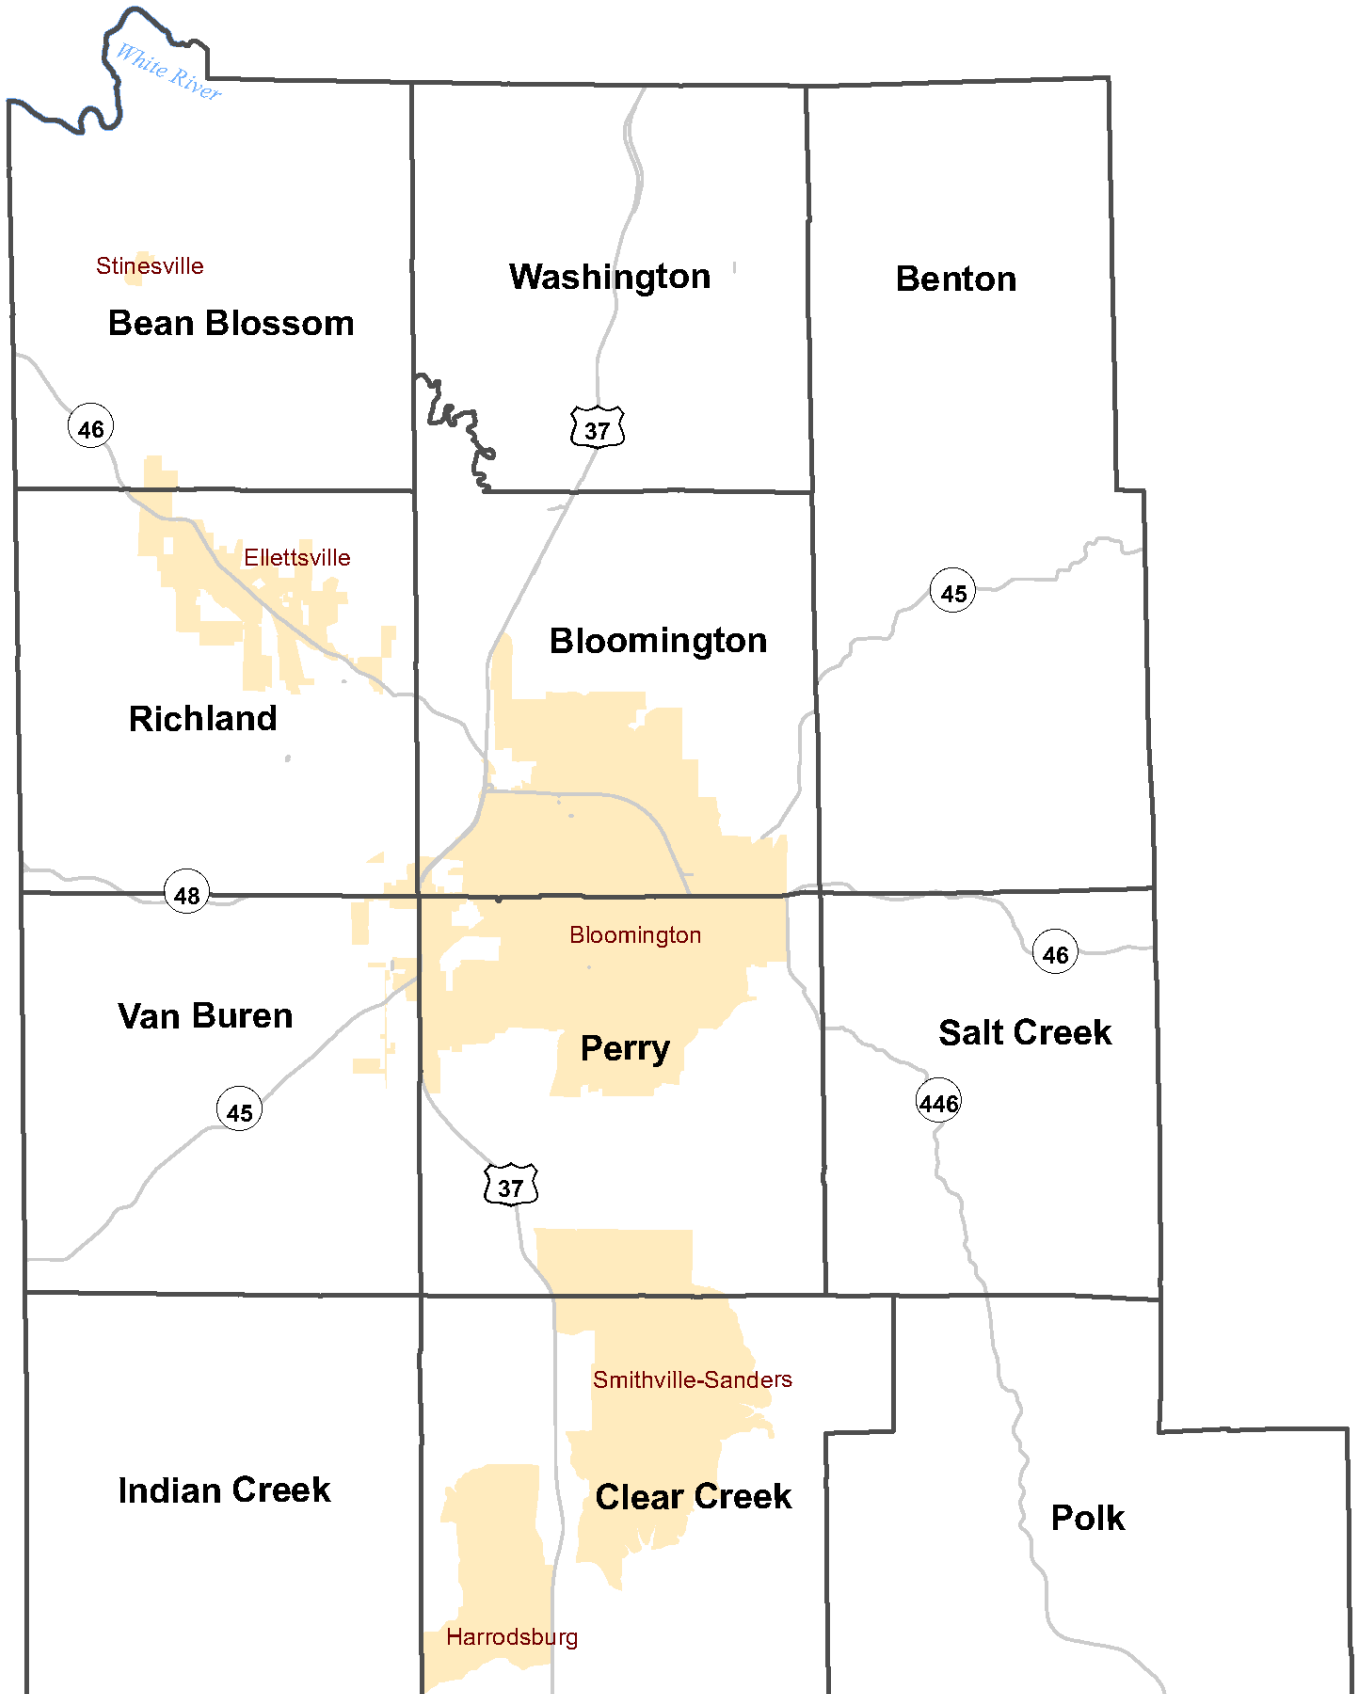 White River
Stinesville
Washington
Benton
Bean Blossom
46
37
Ellettsville
45
Bloomington
Richland
48
Bloomington
46
Van Buren
Salt Creek
Perry
446
45
37
Smithville-Sanders
Indian Creek
Clear Creek
Polk
Harrodsburg